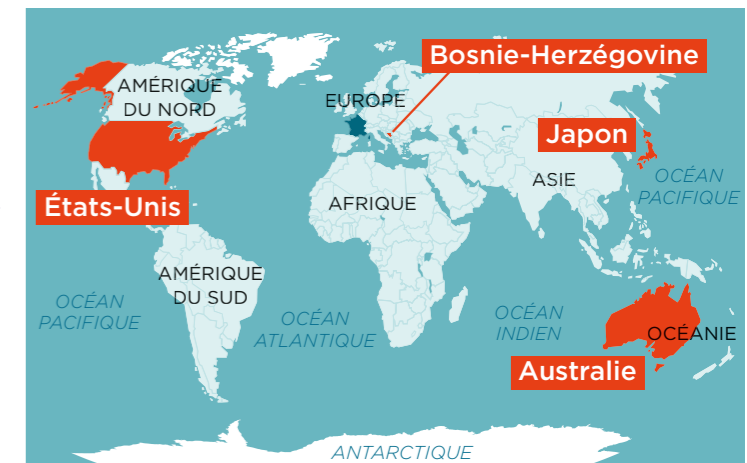 Bosnie-Herzégovine
AMÉRIQUE
DU NORD
EUROPE
Japon
ASIE
OCÉAN
PACIFIQUE
États-Unis
AFRIQUE
AMÉRIQUE
DU SUD
OCÉAN
PACIFIQUE
OCÉAN
ATLANTIQUE
OCÉAN
INDIEN
OCÉANIE
Australie
ANTARCTIQUE